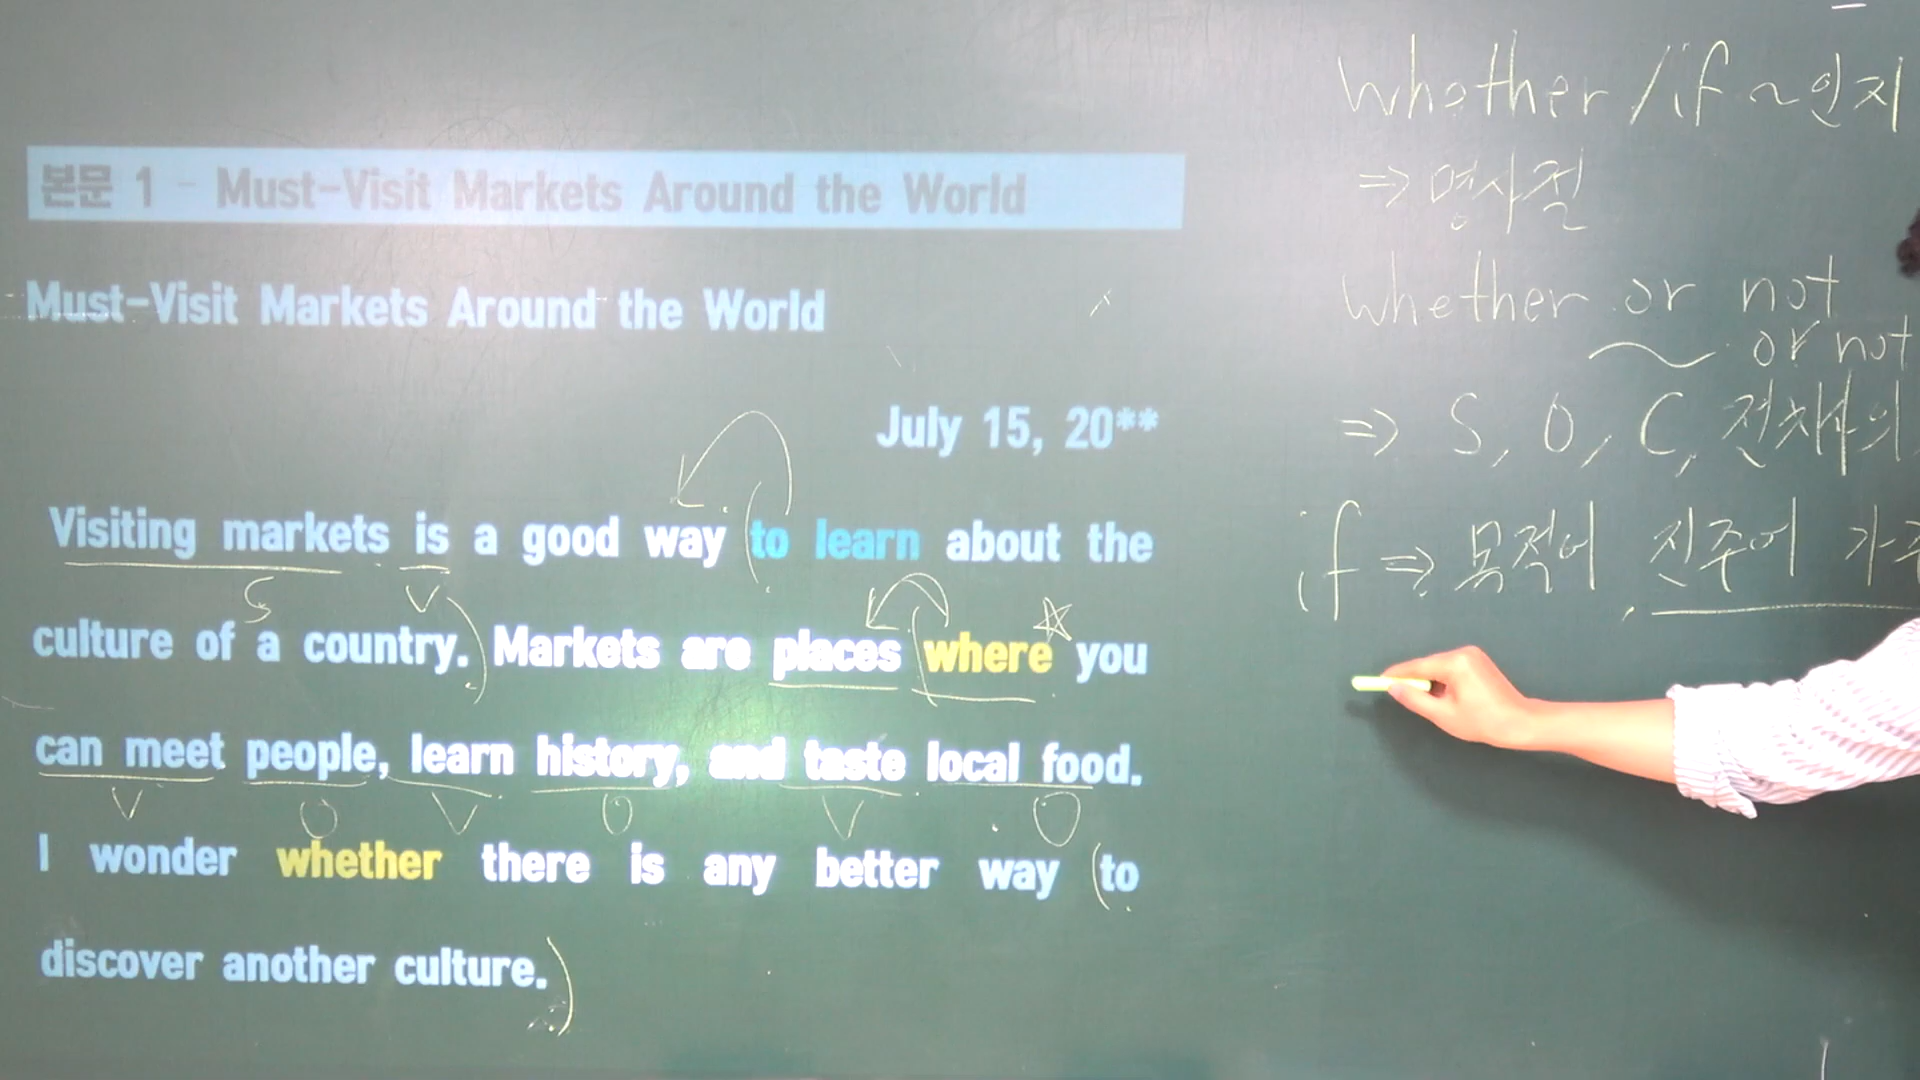 본문 1 - Must-Visit Markets Around the World
Must-Visit Markets Around the World
July 15, 20**
Visiting markets is a good way (to learn about the
S V
culture of a country.) Markets are places (where you
can meet people, learn history, and taste local food.
V O V O V O
I wonder whether there is any better way (to
discover another culture.)
Whether / if ~인지
⇒ 명사절
Whether or not
~ or not
⇒ S, O, C, 전치사의
if ⇒ 목적어, 진주어